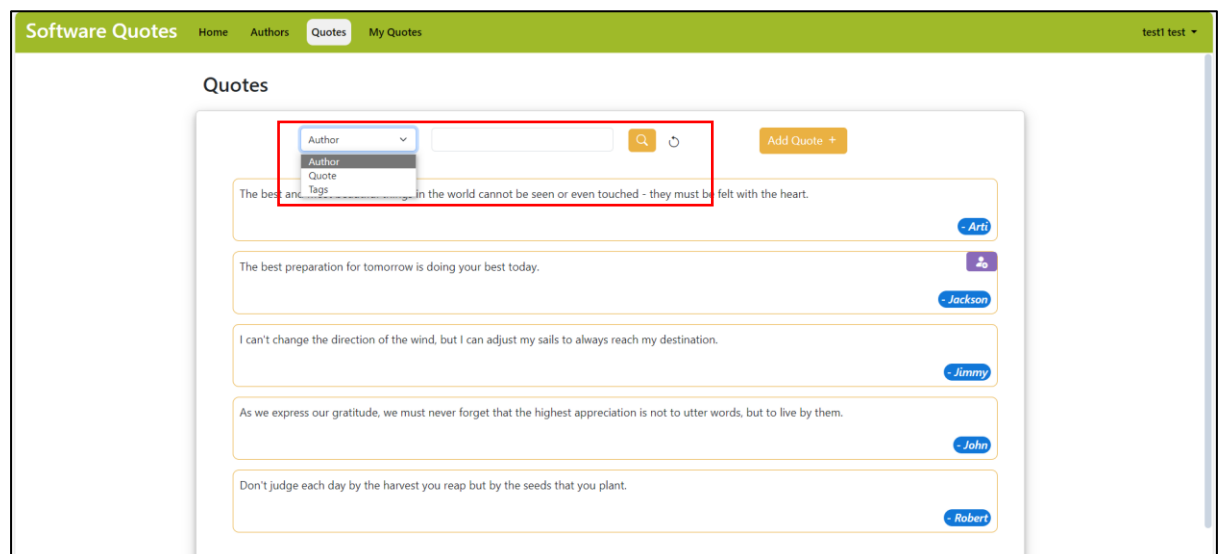 Software Quotes Home Authors Quotes My Quotes test1 test
Quotes
Author
Add Quote +
Author
Quote
Tags
The best and in the world cannot be seen or even touched - they must be felt with the heart.
- Arti
The best preparation for tomorrow is doing your best today.
- Jackson
I can't change the direction of the wind, but I can adjust my sails to always reach my destination.
- Jimmy
As we express our gratitude, we must never forget that the highest appreciation is not to utter words, but to live by them.
- John
Don't judge each day by the harvest you reap but by the seeds that you plant.
- Robert